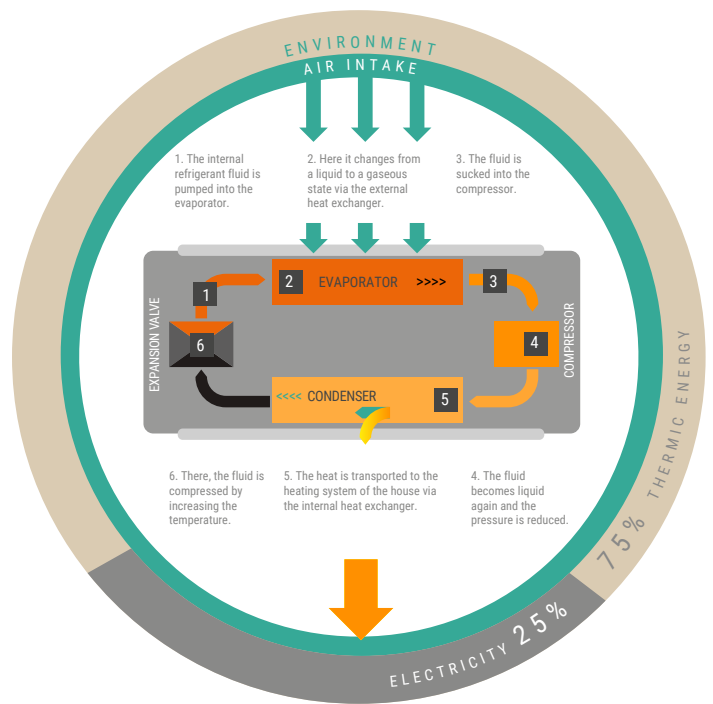 ENVIRONMENT
AIR INTAKE
1. The internal
refrigerant fluid is
pumped into the
evaporator.
2. Here it changes from
a liquid to a gaseous
state via the external
heat exchanger.
3. The fluid is
sucked into the
compressor.
1
2
EVAPORATOR
>>>>
3
EXPANSION VALVE
6
4
COMPRESSOR
<<<< CONDENSER
5
6. There, the fluid is
compressed by
increasing the
temperature.
5. The heat is transported to the
heating system of the house via
the internal heat exchanger.
4. The fluid
becomes liquid
again and the
pressure is reduced.
75% THERMIC ENERGY
ELECTRICITY 25%